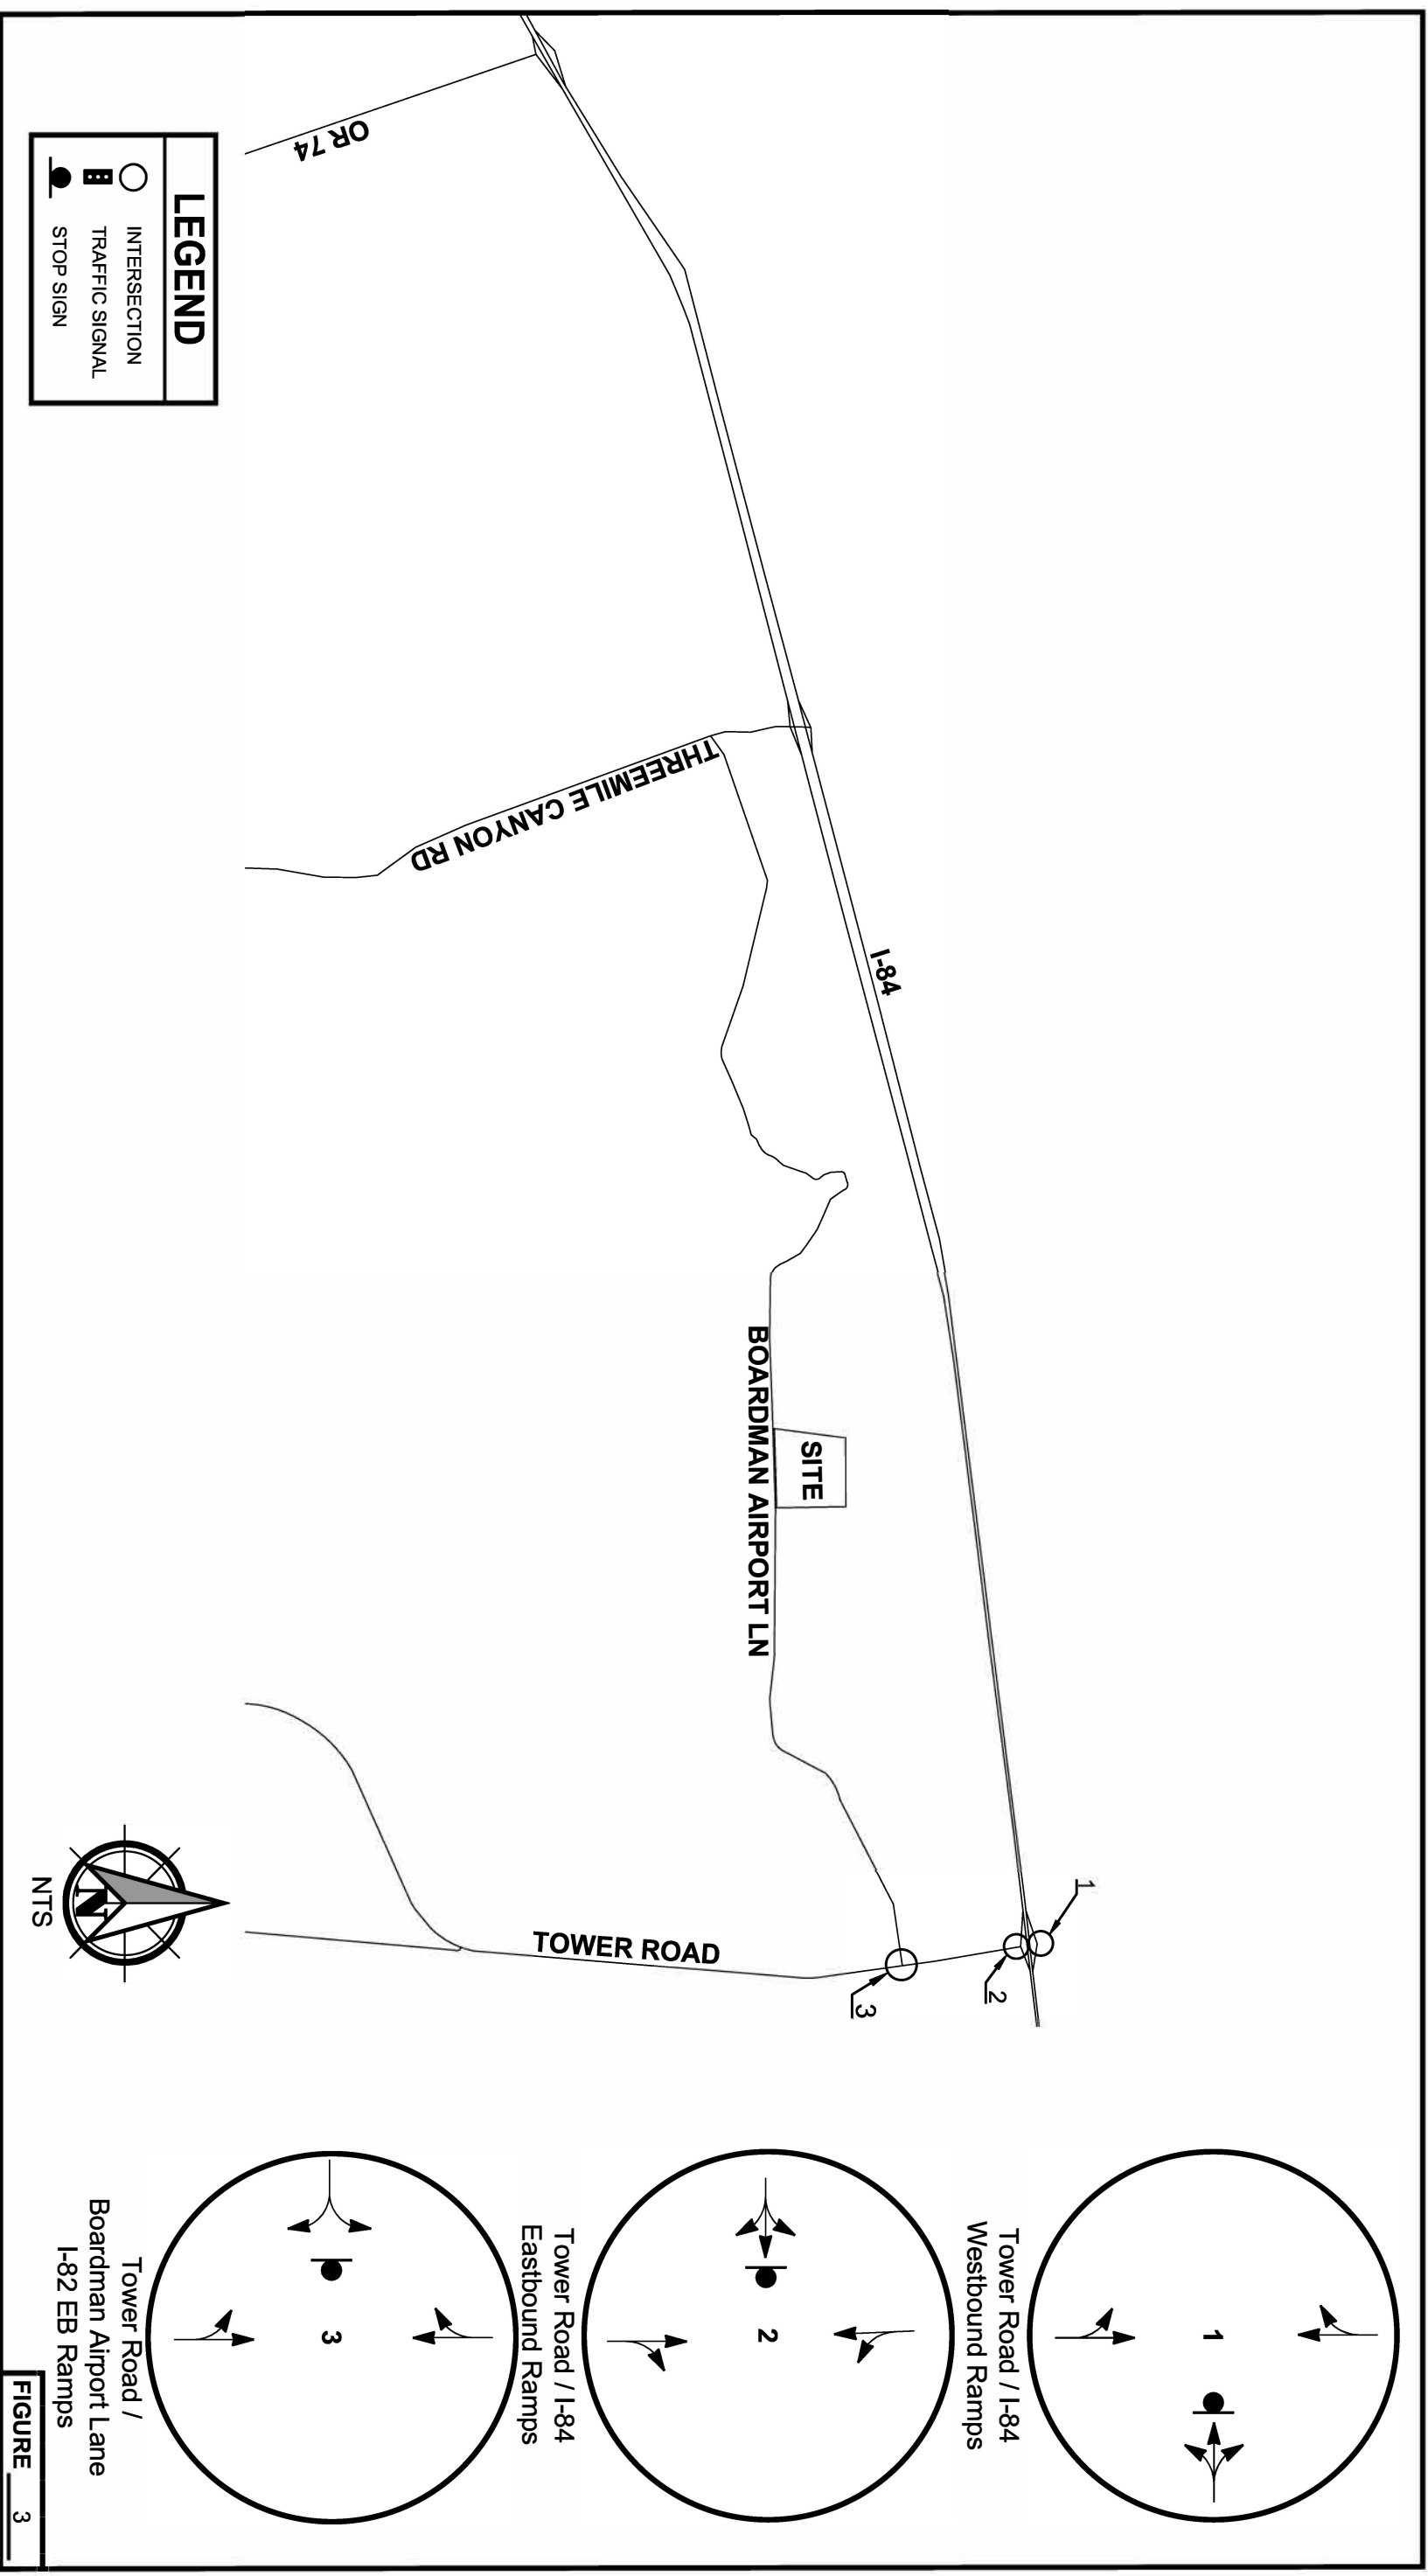 OR 74
THREEMILE CANYON RD
I-84
BOARDMAN AIRPORT LN
SITE
TOWER ROAD
1
2
3
LEGEND
INTERSECTION
TRAFFIC SIGNAL
STOP SIGN
N
NTS
1
Tower Road / I-84
Westbound Ramps
2
Tower Road / I-84
Eastbound Ramps
3
Tower Road /
Boardman Airport Lane
I-82 EB Ramps
FIGURE 3